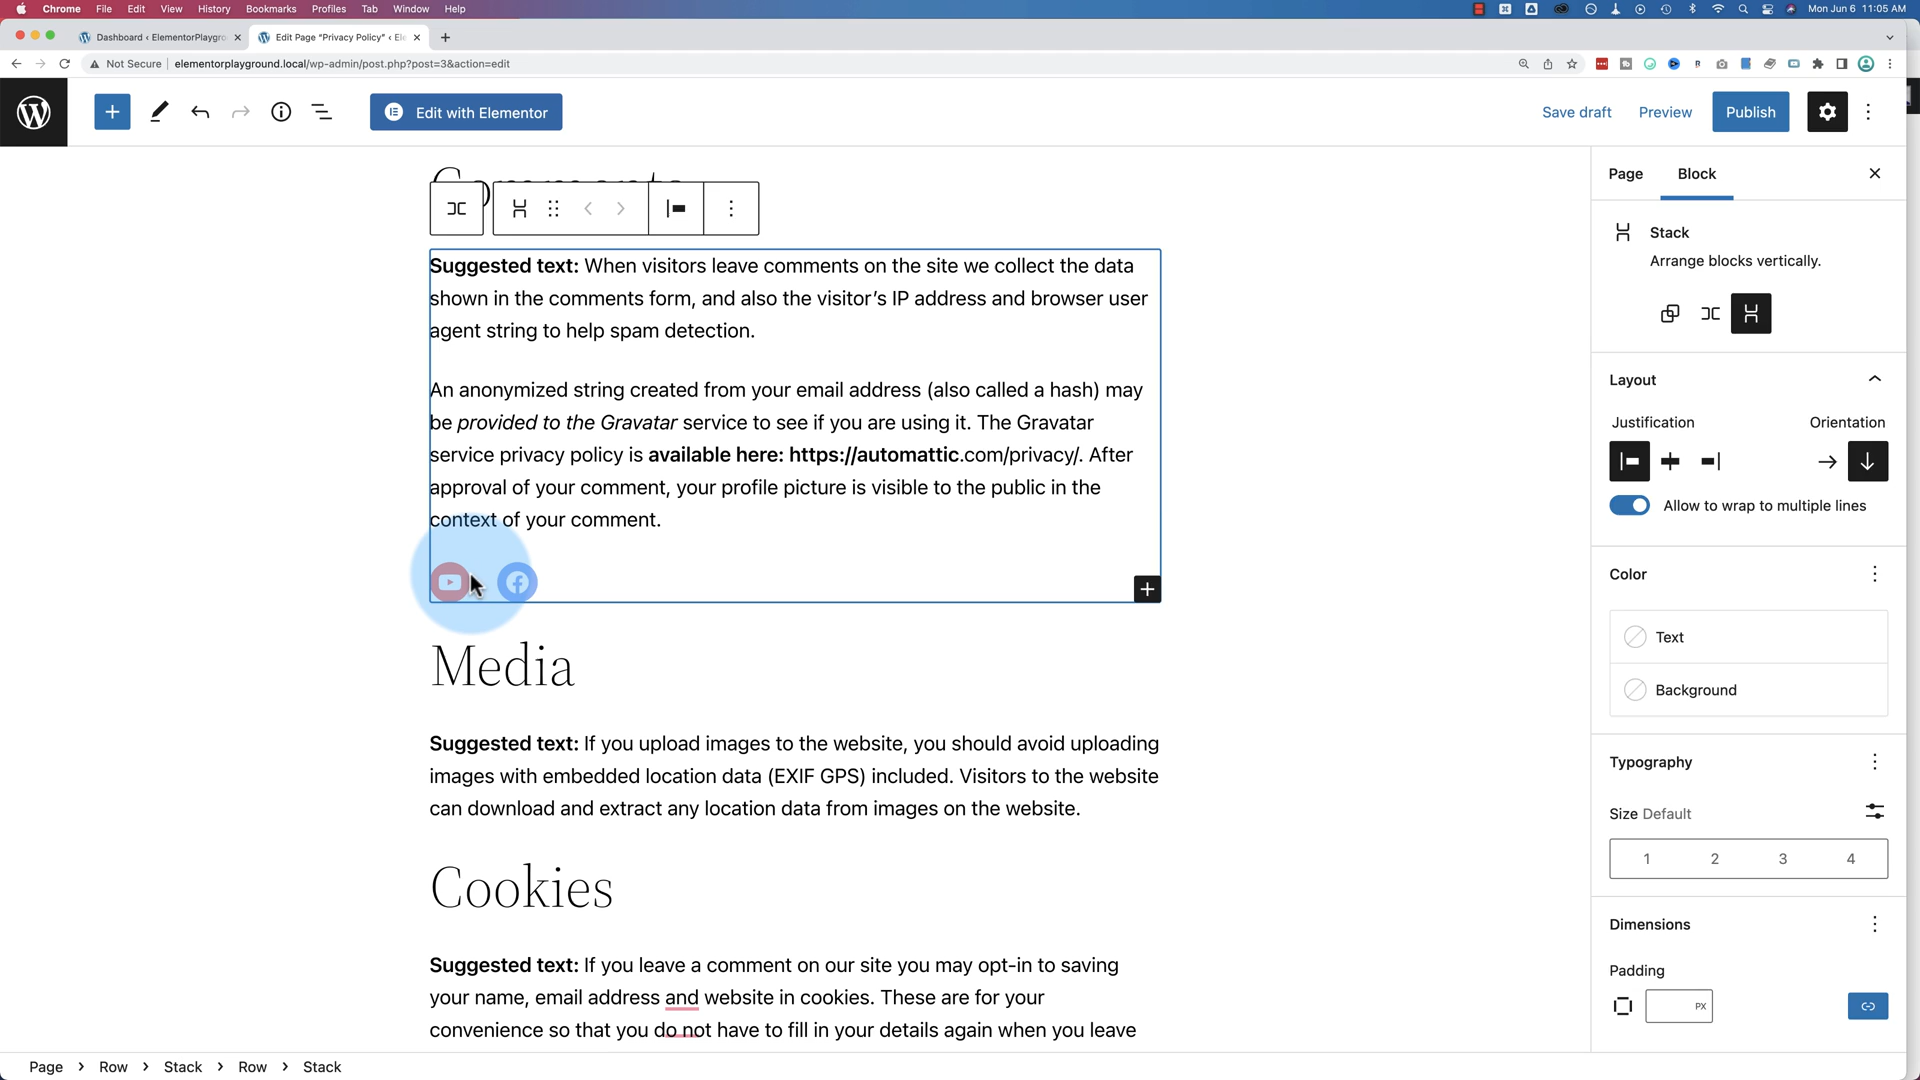 Chrome File Edit View History Bookmarks Profiles Tab Window Help Mon Jun 6 11:05 AM
Dashboard ‹ ElementorPlaygro Edit Page "Privacy Policy" ‹ Ele
Not Secure elementorplayground.local/wp-admin/post.php?post=3&action=edit
Edit with Elementor Save draft Preview Publish
Comments
Suggested text: When visitors leave comments on the site we collect the data
shown in the comments form, and also the visitor's IP address and browser user
agent string to help spam detection.
An anonymized string created from your email address (also called a hash) may
be provided to the Gravatar service to see if you are using it. The Gravatar
service privacy policy is available here: https://automattic.com/privacy/. After
approval of your comment, your profile picture is visible to the public in the
context of your comment.
Media
Suggested text: If you upload images to the website, you should avoid uploading
images with embedded location data (EXIF GPS) included. Visitors to the website
can download and extract any location data from images on the website.
Cookies
Suggested text: If you leave a comment on our site you may opt-in to saving
your name, email address and website in cookies. These are for your
convenience so that you do not have to fill in your details again when you leave
Page Block
Stack
Arrange blocks vertically.
Layout
Justification Orientation
Allow to wrap to multiple lines
Color
Text
Background
Typography
Size Default
1 2 3 4
Dimensions
Padding
PX
Page › Row › Stack › Row › Stack